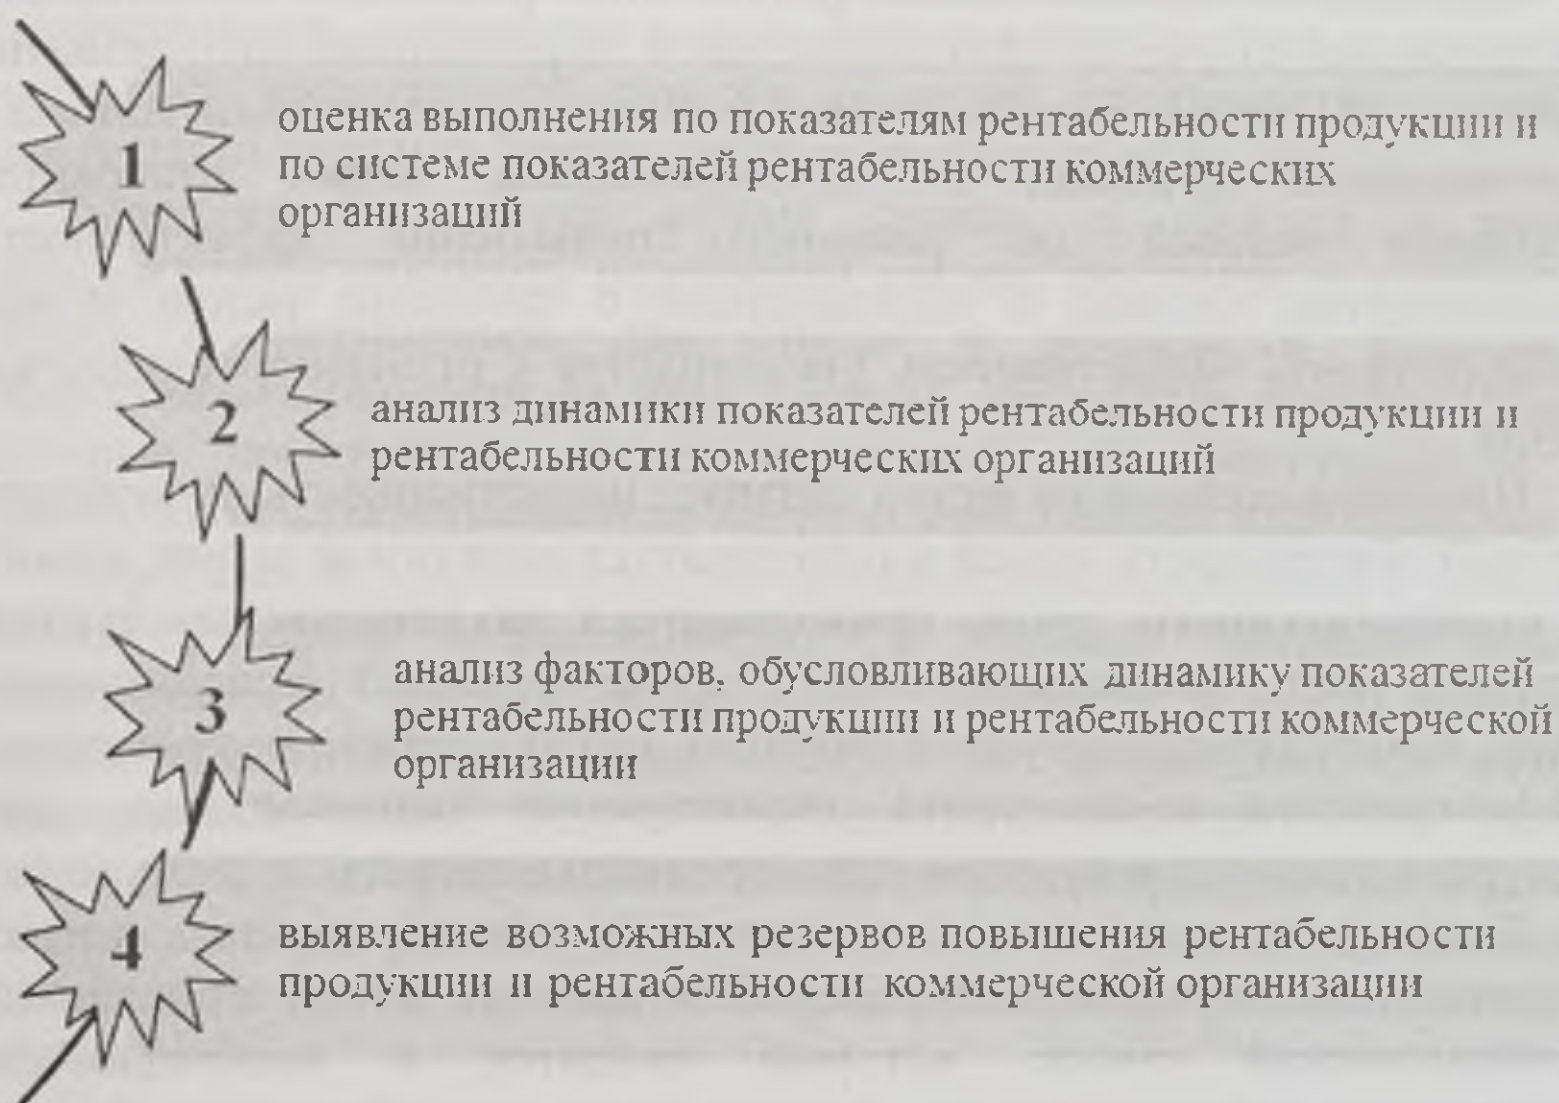 1
оценка выполнения по показателям рентабельности продукции и
по системе показателей рентабельности коммерческих
организаций
2
анализ динамики показателей рентабельности продукции и
рентабельности коммерческих организаций
3
анализ факторов, обусловливающих динамику показателей
рентабельности продукции и рентабельности коммерческой
организации
4
выявление возможных резервов повышения рентабельности
продукции и рентабельности коммерческой организации